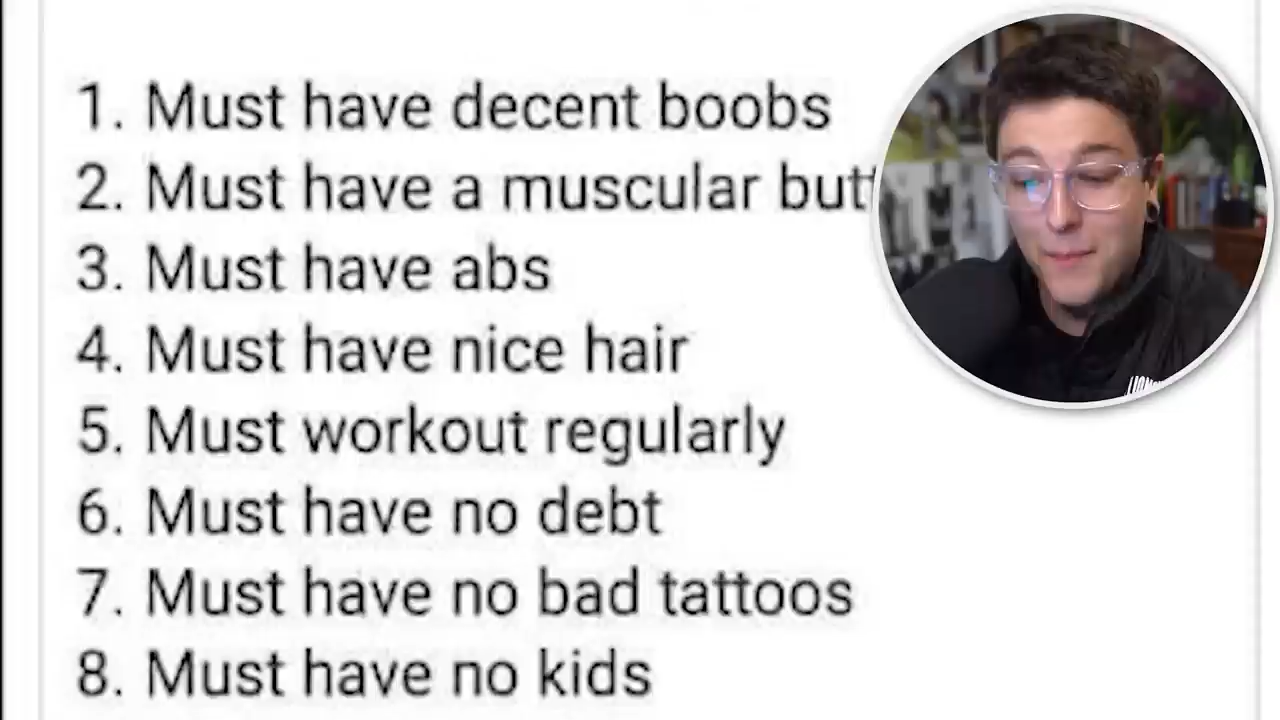 1. Must have decent boobs
2. Must have a muscular
3. Must have abs
4. Must have nice hair
5. Must workout regularly
6. Must have no debt
7. Must have no bad tattoos
8. Must have no kids